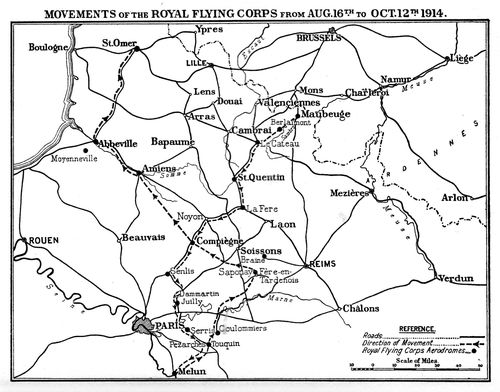 MOVEMENTS OF THE ROYAL FLYING CORPS FROM AUG.16TH TO OCT.12TH 1914.
Ypres
Boulogne
St.Omer
BRUSSELS
LILLE
Escaut
Liège
Namur
Meuse
Lens
Mons
Charleroi
Douai
Valenciennes
Arras
Maubeuge
Berlaimont
Sambre
Abbeville
Bapaume
Cambrai
Le Cateau
Moyenneville
ARDENNES
Amiens
Somme
St.Quentin
Mezières
Arlon
La Fere
Noyon
Laon
Meuse
ROUEN
Beauvais
Compiègne
Soissons
Braine
Senlis
Saponay
Fère-en-
Tardenois
REIMS
Verdun
Seine
Dammartin
Juilly
Marne
Châlons
PARIS
Serris
Coulommiers
Pezarches
Touquin
Melun
REFERENCE.
Roads
Direction of Movement
Royal Flying Corps Aerodromes
Scale of Miles.
10 0 10 20 30 40 50